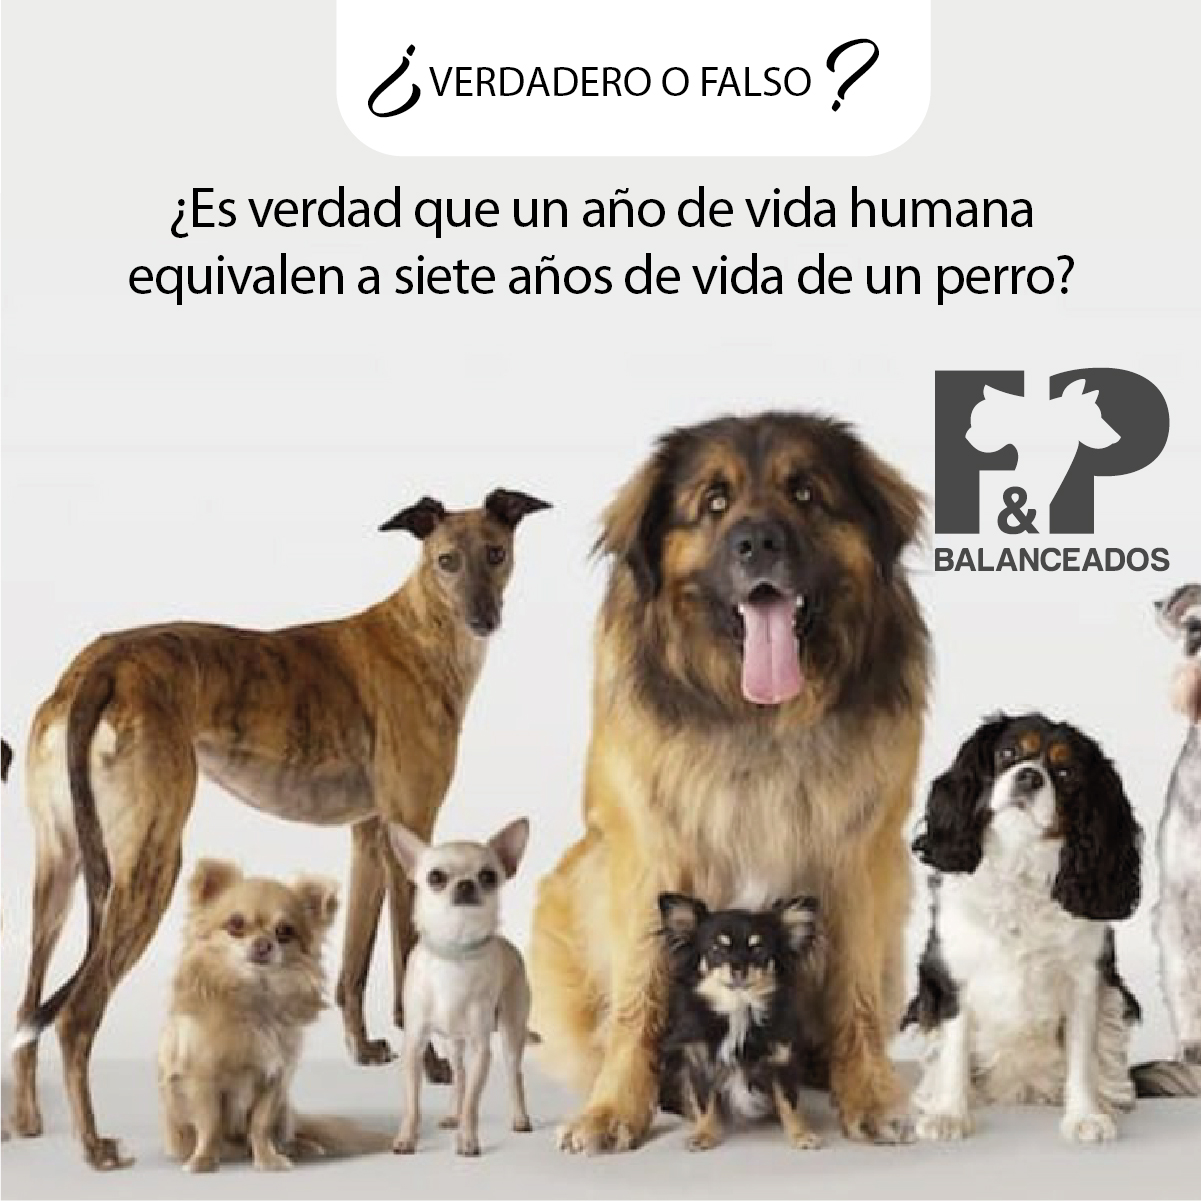 ¿VERDADERO O FALSO?
¿Es verdad que un año de vida humana
equivalen a siete años de vida de un perro?
F&P
BALANCEADOS